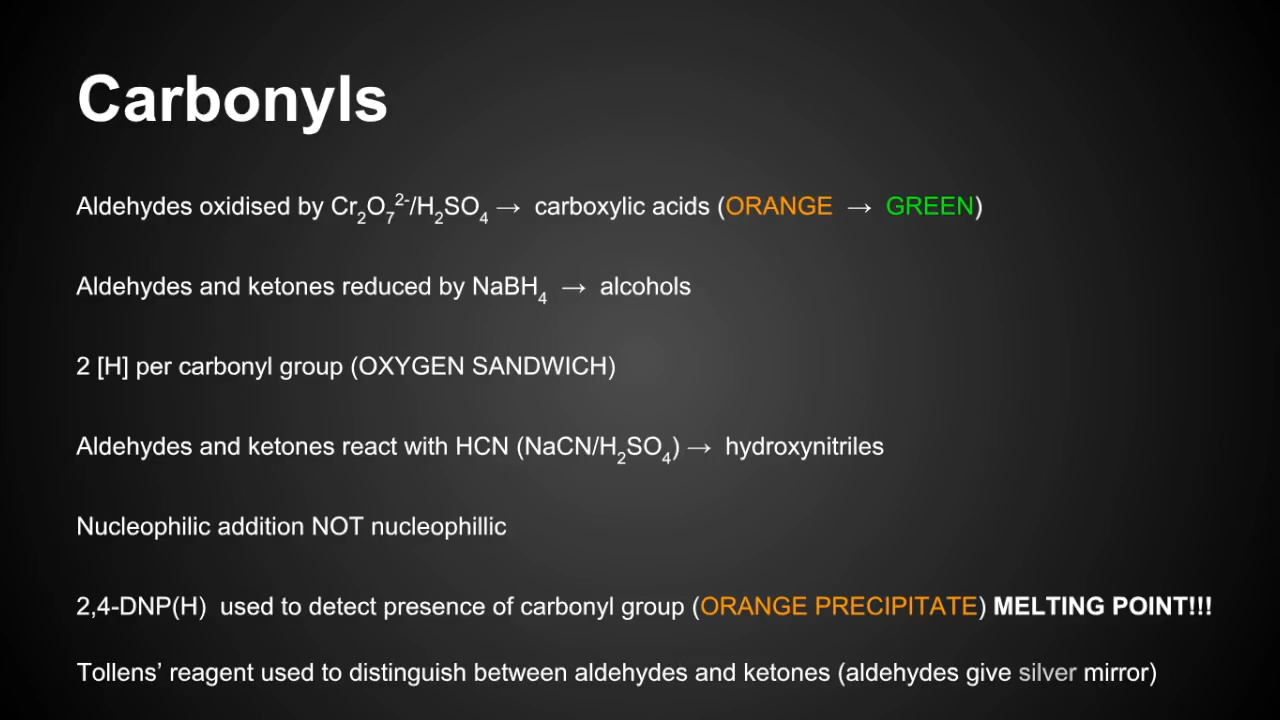 Carbonyls
Aldehydes oxidised by Cr₂O₇²⁻/H₂SO₄ → carboxylic acids (ORANGE → GREEN)
Aldehydes and ketones reduced by NaBH₄ → alcohols
2 [H] per carbonyl group (OXYGEN SANDWICH)
Aldehydes and ketones react with HCN (NaCN/H₂SO₄) → hydroxynitriles
Nucleophilic addition NOT nucleophillic
2,4-DNP(H) used to detect presence of carbonyl group (ORANGE PRECIPITATE) MELTING POINT!!!
Tollens’ reagent used to distinguish between aldehydes and ketones (aldehydes give silver mirror)